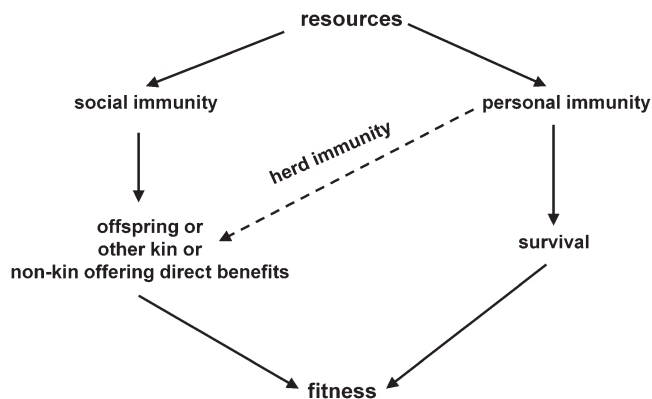 resources
social immunity
personal immunity
herd immunity
offspring or
other kin or
non-kin offering direct benefits
survival
fitness